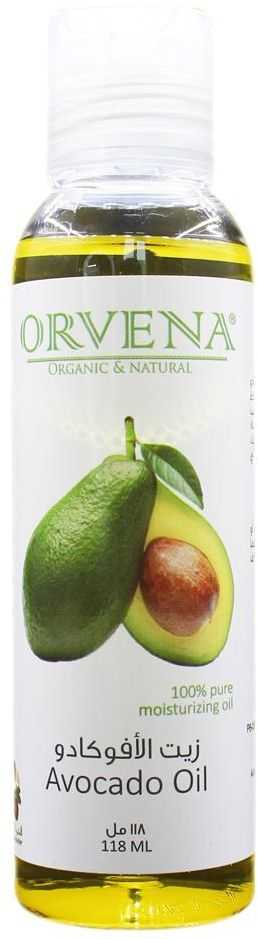 ORVENA®
ORGANIC & NATURAL
100% pure
moisturizing oil
زيت الأفوكادو
Avocado Oil
١١٨ مل
118 ML